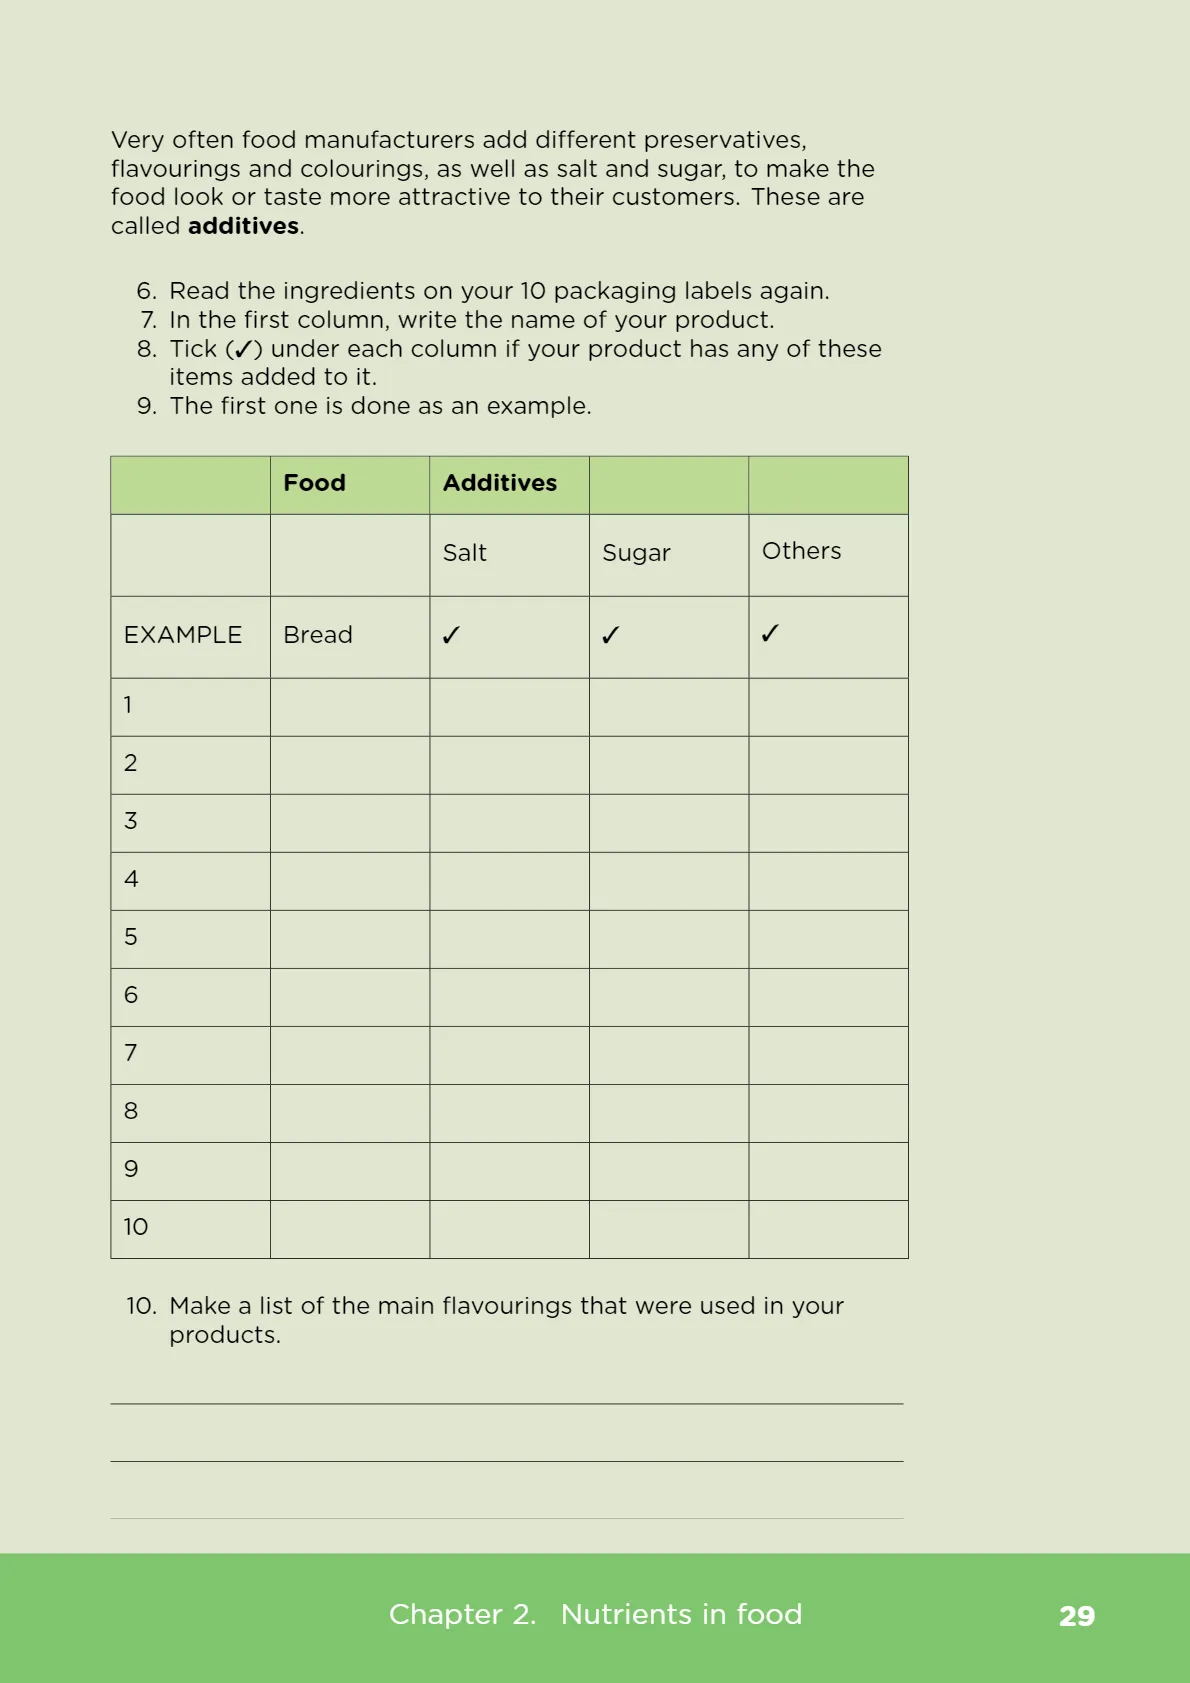 Very often food manufacturers add different preservatives,
flavourings and colourings, as well as salt and sugar, to make the
food look or taste more attractive to their customers. These are
called additives.
6. Read the ingredients on your 10 packaging labels again.
7. In the first column, write the name of your product.
8. Tick (✓) under each column if your product has any of these
items added to it.
9. The first one is done as an example.
Food Additives
Salt Sugar Others
EXAMPLE Bread ✓ ✓ ✓
1
2
3
4
5
6
7
8
9
10
10. Make a list of the main flavourings that were used in your
products.
Chapter 2. Nutrients in food 29